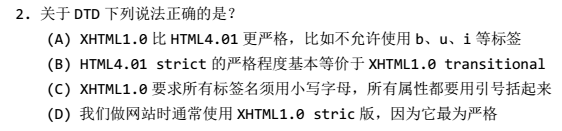 2. 关于 DTD 下列说法正确的是？
(A) XHTML1.0 比 HTML4.01 更严格，比如不允许使用 b、u、i 等标签
(B) HTML4.01 strict 的严格程度基本等价于 XHTML1.0 transitional
(C) XHTML1.0 要求所有标签名须用小写字母，所有属性都要用引号括起来
(D) 我们做网站时通常使用 XHTML1.0 stric 版，因为它最为严格